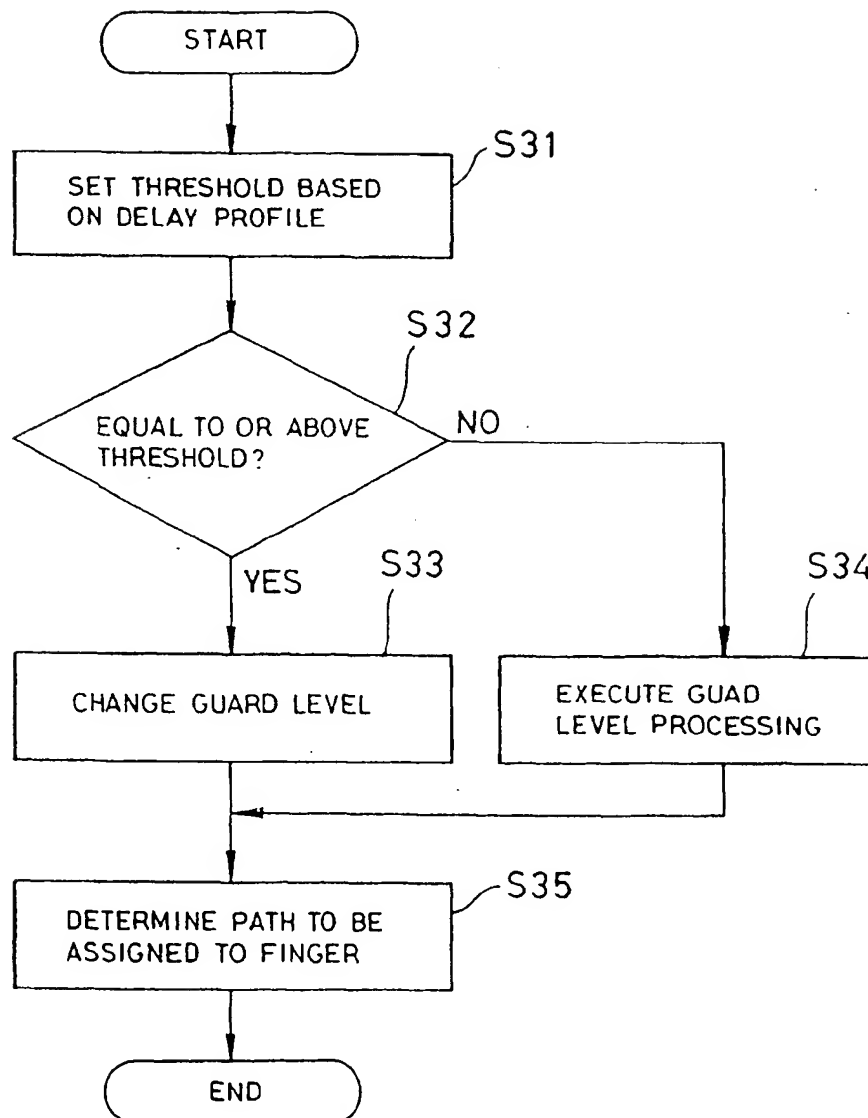 START
S31
SET THRESHOLD BASED
ON DELAY PROFILE
S32
EQUAL TO OR ABOVE
THRESHOLD?
NO
YES
S33
CHANGE GUARD LEVEL
S34
EXECUTE GUAD
LEVEL PROCESSING
S35
DETERMINE PATH TO BE
ASSIGNED TO FINGER
END